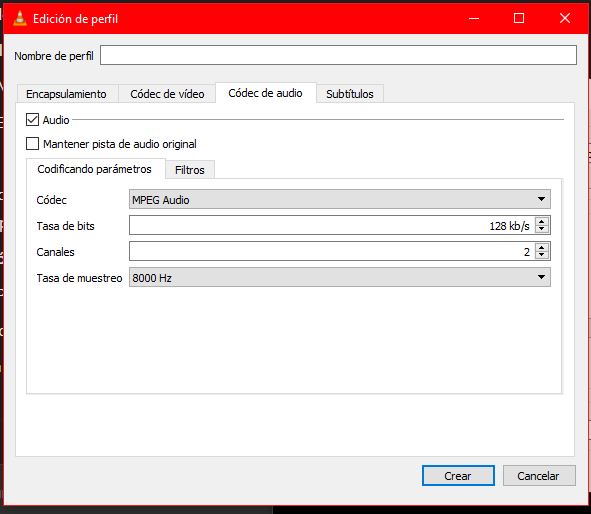 Edición de perfil
Nombre de perfil
Encapsulamiento Códec de vídeo Códec de audio Subtítulos
Audio
Mantener pista de audio original
Codificando parámetros Filtros
Códec MPEG Audio
Tasa de bits 128 kb/s
Canales 2
Tasa de muestreo 8000 Hz
Crear Cancelar